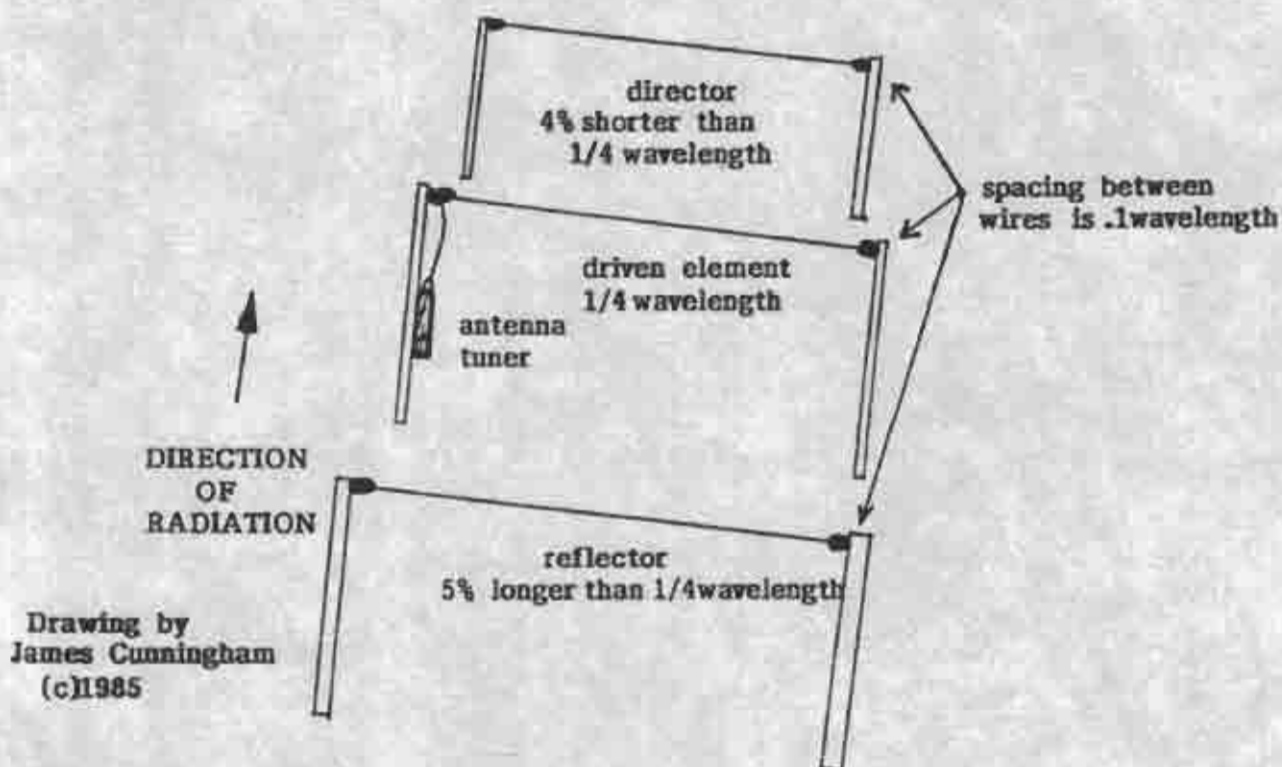 director
4% shorter than
1/4 wavelength
spacing between
wires is .1wavelength
driven element
1/4 wavelength
antenna
tuner
DIRECTION
OF
RADIATION
reflector
5% longer than 1/4wavelength
Drawing by
James Cunningham
(c)1985